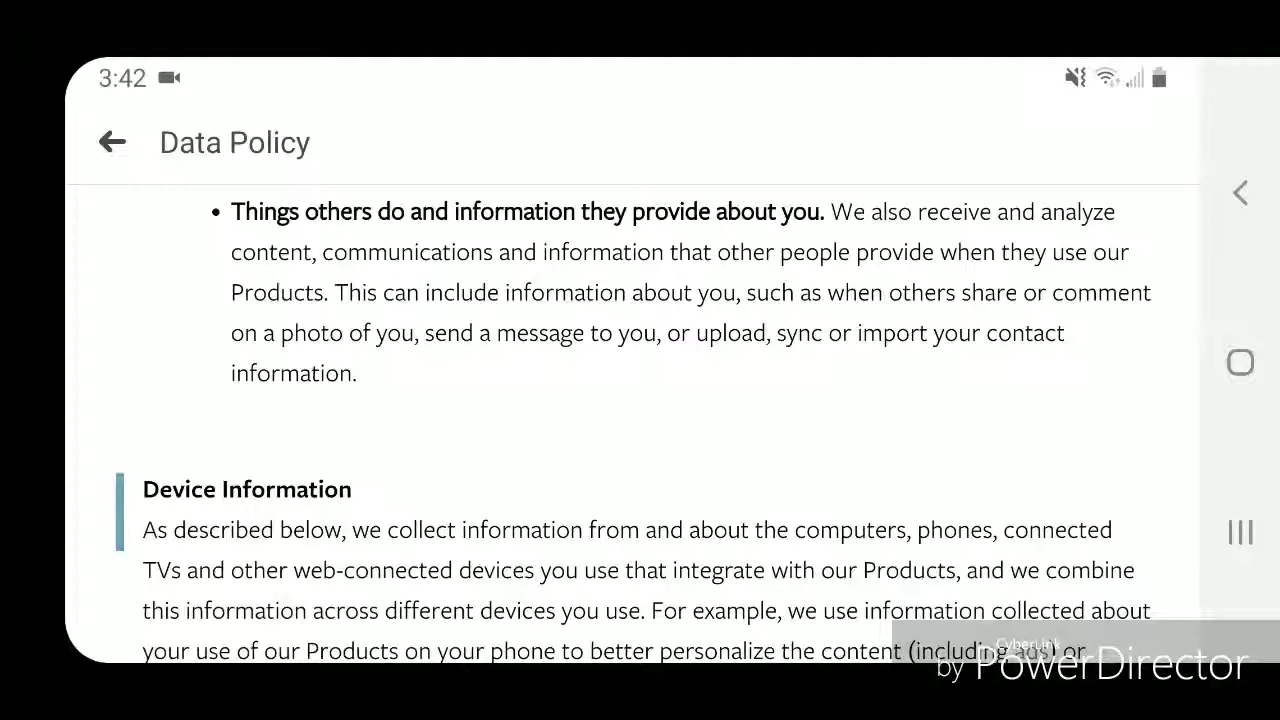 3:42
Data Policy
• Things others do and information they provide about you. We also receive and analyze
content, communications and information that other people provide when they use our
Products. This can include information about you, such as when others share or comment
on a photo of you, send a message to you, or upload, sync or import your contact
information.
Device Information
As described below, we collect information from and about the computers, phones, connected
TVs and other web-connected devices you use that integrate with our Products, and we combine
this information across different devices you use. For example, we use information collected about
your use of our Products on your phone to better personalize the content (including ads) or
CyberLink
by PowerDirector